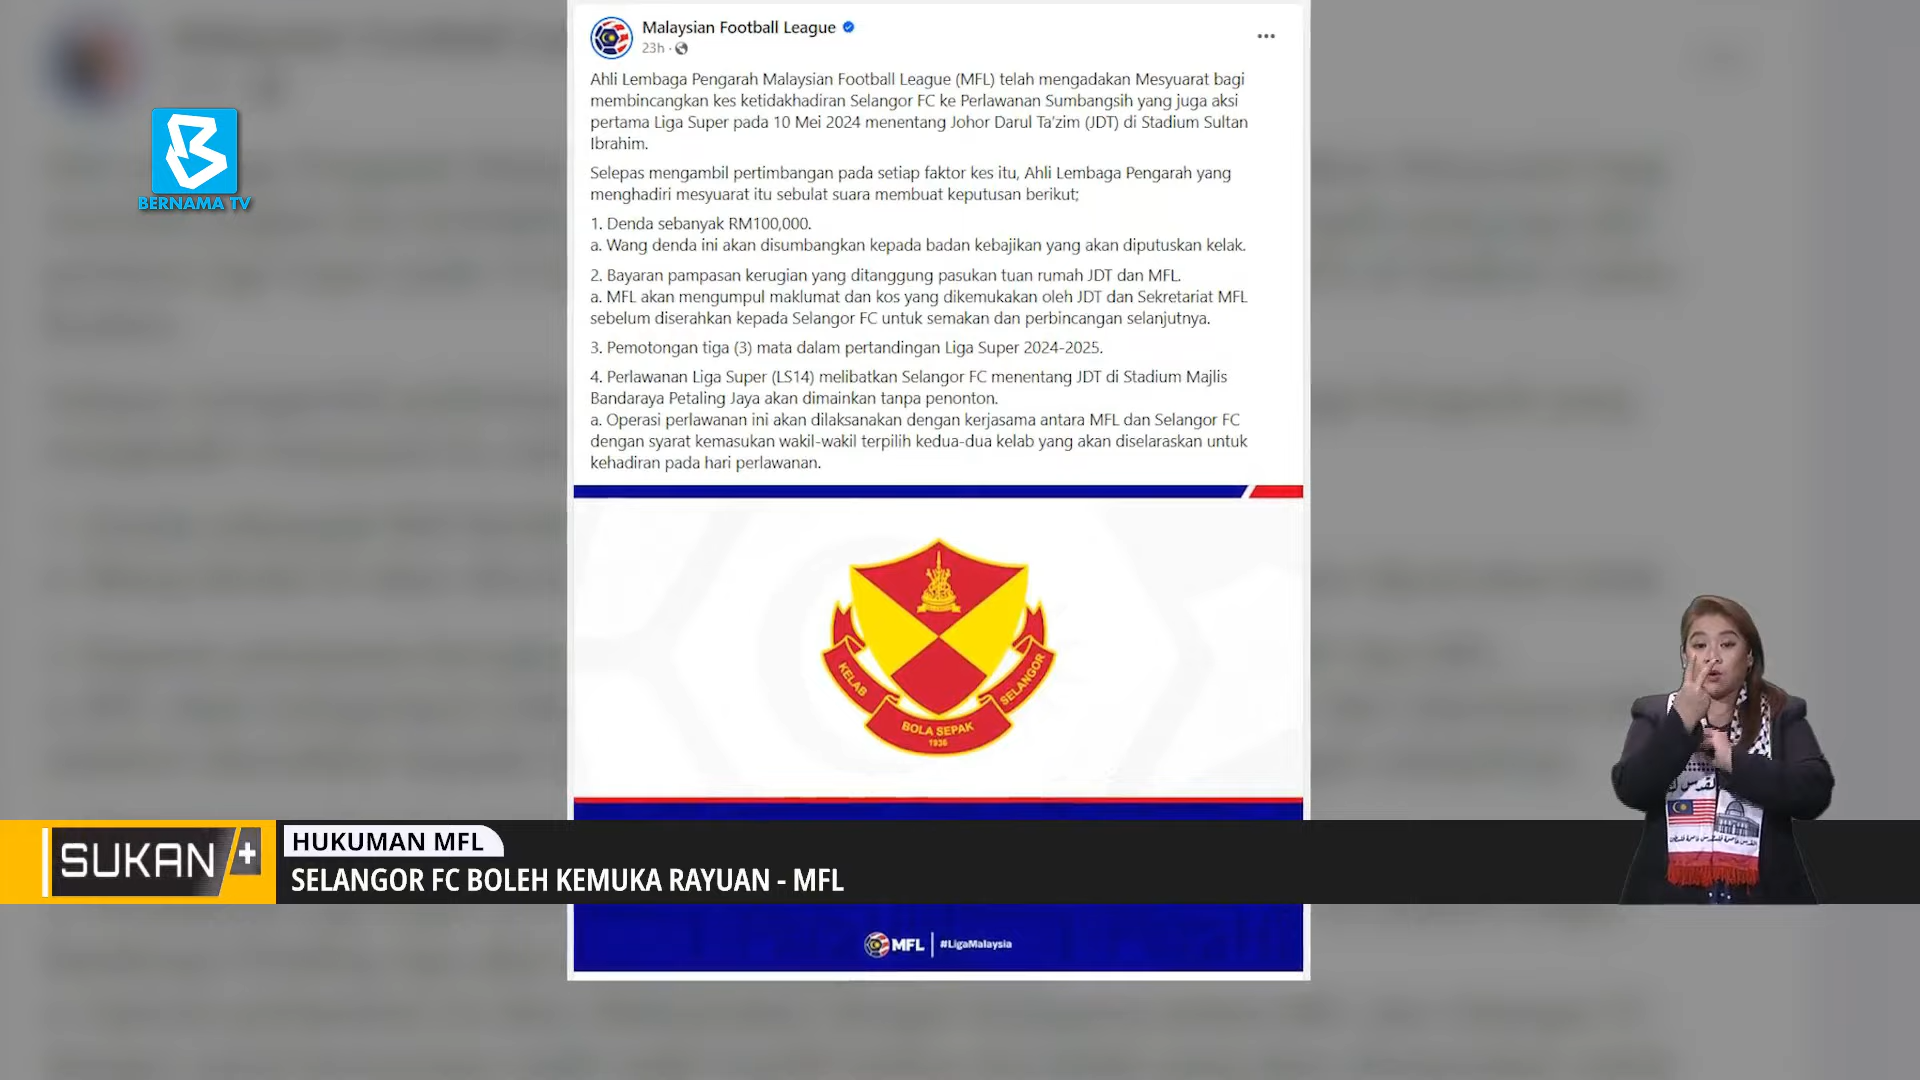 Malaysian Football League
23h
Ahli Lembaga Pengarah Malaysian Football League (MFL) telah mengadakan Mesyuarat bagi
membincangkan kes ketidakhadiran Selangor FC ke Perlawanan Sumbangsih yang juga aksi
pertama Liga Super pada 10 Mei 2024 menentang Johor Darul Ta'zim (JDT) di Stadium Sultan
Ibrahim.
Selepas mengambil pertimbangan pada setiap faktor kes itu, Ahli Lembaga Pengarah yang
menghadiri mesyuarat itu sebulat suara membuat keputusan berikut;
1. Denda sebanyak RM100,000.
a. Wang denda ini akan disumbangkan kepada badan kebajikan yang akan diputuskan kelak.
2. Bayaran pampasan kerugian yang ditanggung pasukan tuan rumah JDT dan MFL.
a. MFL akan mengumpul maklumat dan kos yang dikemukakan oleh JDT dan Sekretariat MFL
sebelum diserahkan kepada Selangor FC untuk semakan dan perbincangan selanjutnya.
3. Pemotongan tiga (3) mata dalam pertandingan Liga Super 2024-2025.
4. Perlawanan Liga Super (LS14) melibatkan Selangor FC menentang JDT di Stadium Majlis
Bandaraya Petaling Jaya akan dimainkan tanpa penonton.
a. Operasi perlawanan ini akan dilaksanakan dengan kerjasama antara MFL dan Selangor FC
dengan syarat kemasukan wakil-wakil terpilih kedua-dua kelab yang akan diselaraskan untuk
kehadiran pada hari perlawanan.
BERNAMA TV
KELAB
BOLA SEPAK
SELANGOR
1936
SUKAN+
HUKUMAN MFL
SELANGOR FC BOLEH KEMUKA RAYUAN - MFL
MFL
#LigaMalaysia